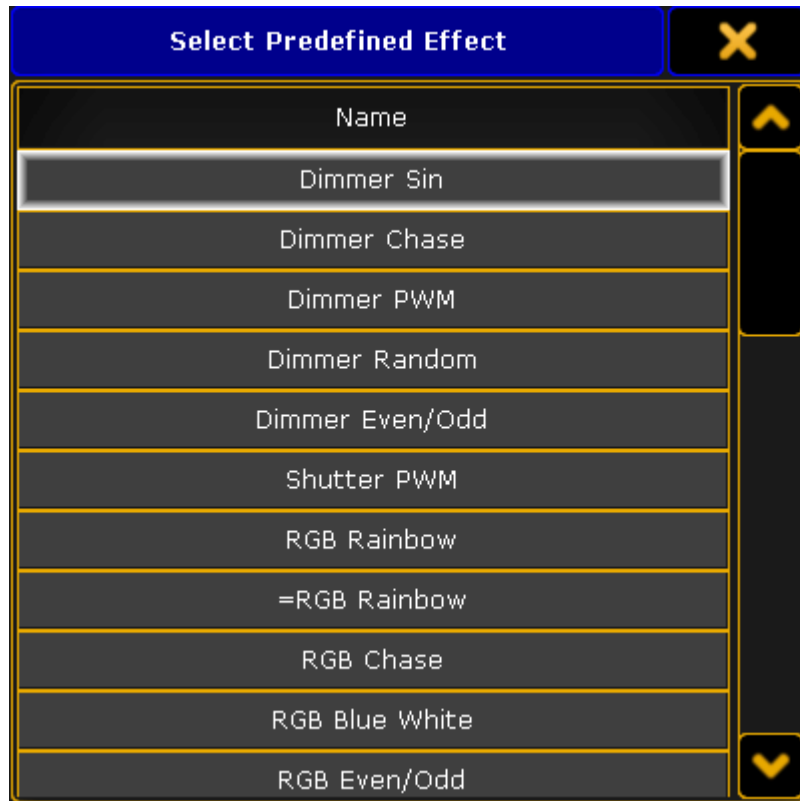 Select Predefined Effect
Name
Dimmer Sin
Dimmer Chase
Dimmer PWM
Dimmer Random
Dimmer Even/Odd
Shutter PWM
RGB Rainbow
=RGB Rainbow
RGB Chase
RGB Blue White
RGB Even/Odd